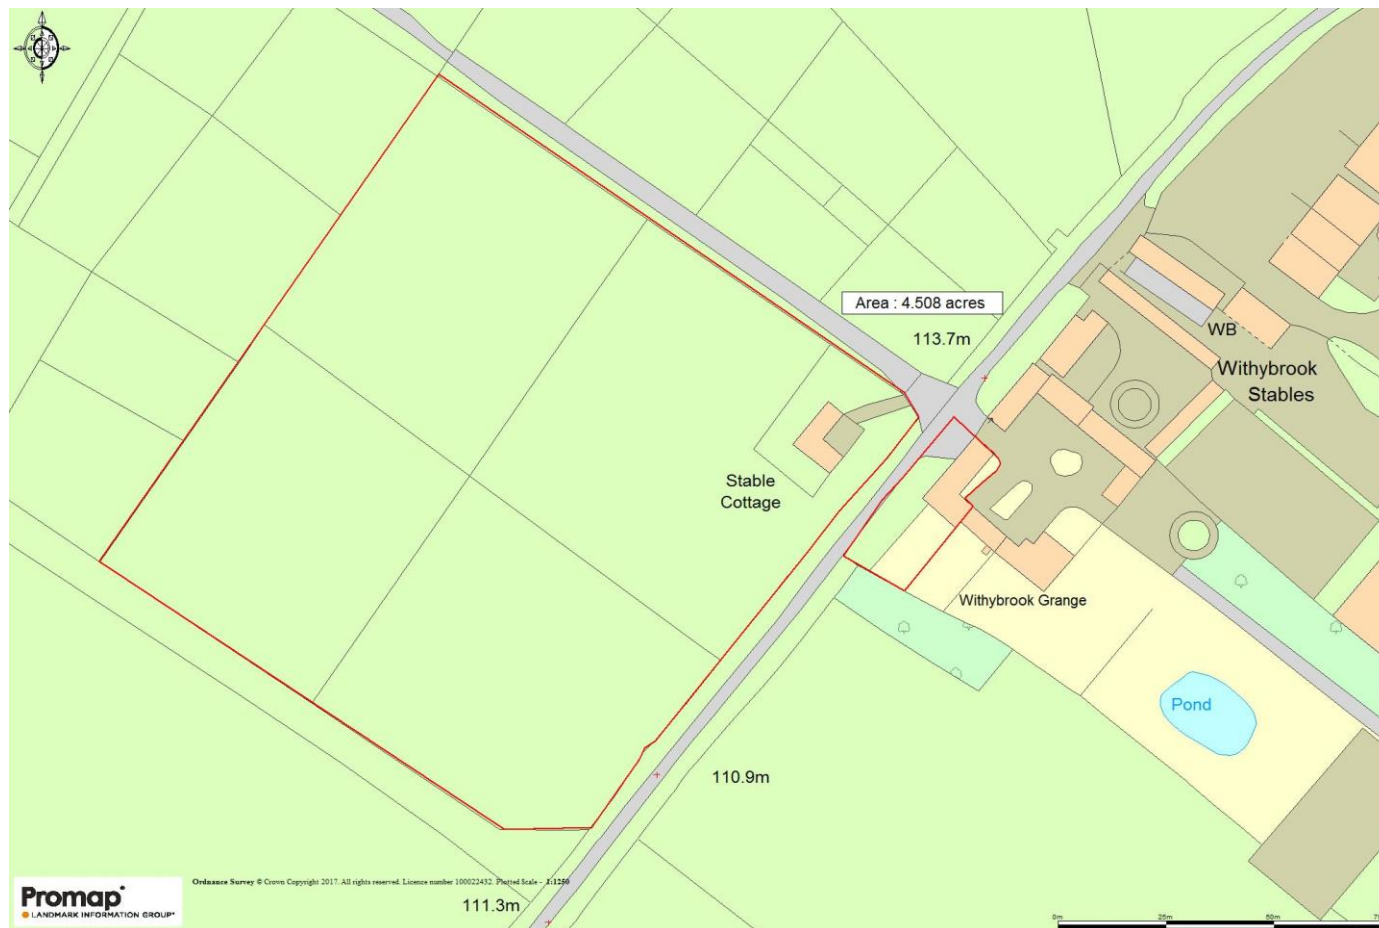 Area : 4.508 acres
113.7m
WB
Withybrook
Stables
Stable
Cottage
Withybrook Grange
Pond
110.9m
Promap
LANDMARK INFORMATION GROUP
Ordnance Survey © Crown Copyright 2017. All rights reserved. Licence number 100022432. Plotted Scale - 1:1250
111.3m
0m 25m 50m